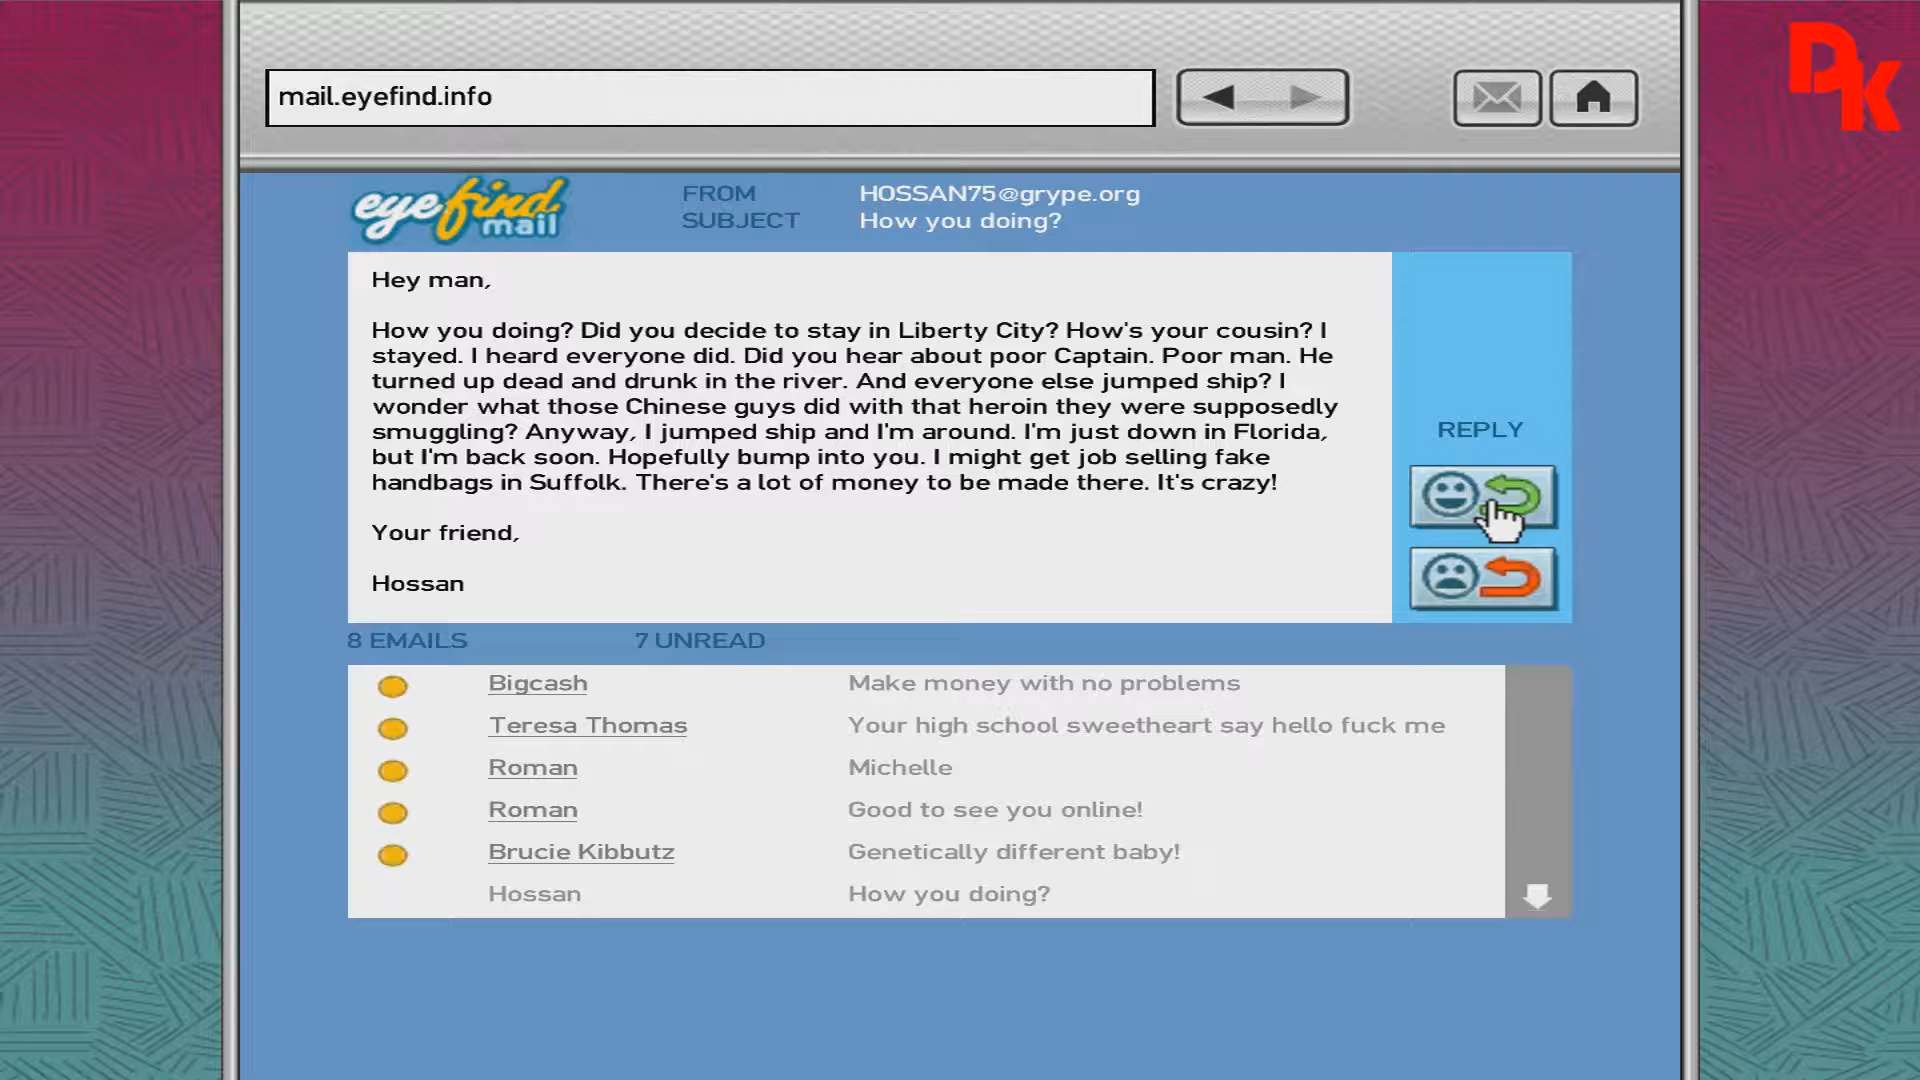 DK
mail.eyefind.info
eyefind mail
FROM HOSSAN75@grype.org
SUBJECT How you doing?
Hey man,
How you doing? Did you decide to stay in Liberty City? How's your cousin? I
stayed. I heard everyone did. Did you hear about poor Captain. Poor man. He
turned up dead and drunk in the river. And everyone else jumped ship? I
wonder what those Chinese guys did with that heroin they were supposedly
smuggling? Anyway, I jumped ship and I'm around. I'm just down in Florida,
but I'm back soon. Hopefully bump into you. I might get job selling fake
handbags in Suffolk. There's a lot of money to be made there. It's crazy!
Your friend,
Hossan
REPLY
8 EMAILS 7 UNREAD
Bigcash Make money with no problems
Teresa Thomas Your high school sweetheart say hello fuck me
Roman Michelle
Roman Good to see you online!
Brucie Kibbutz Genetically different baby!
Hossan How you doing?